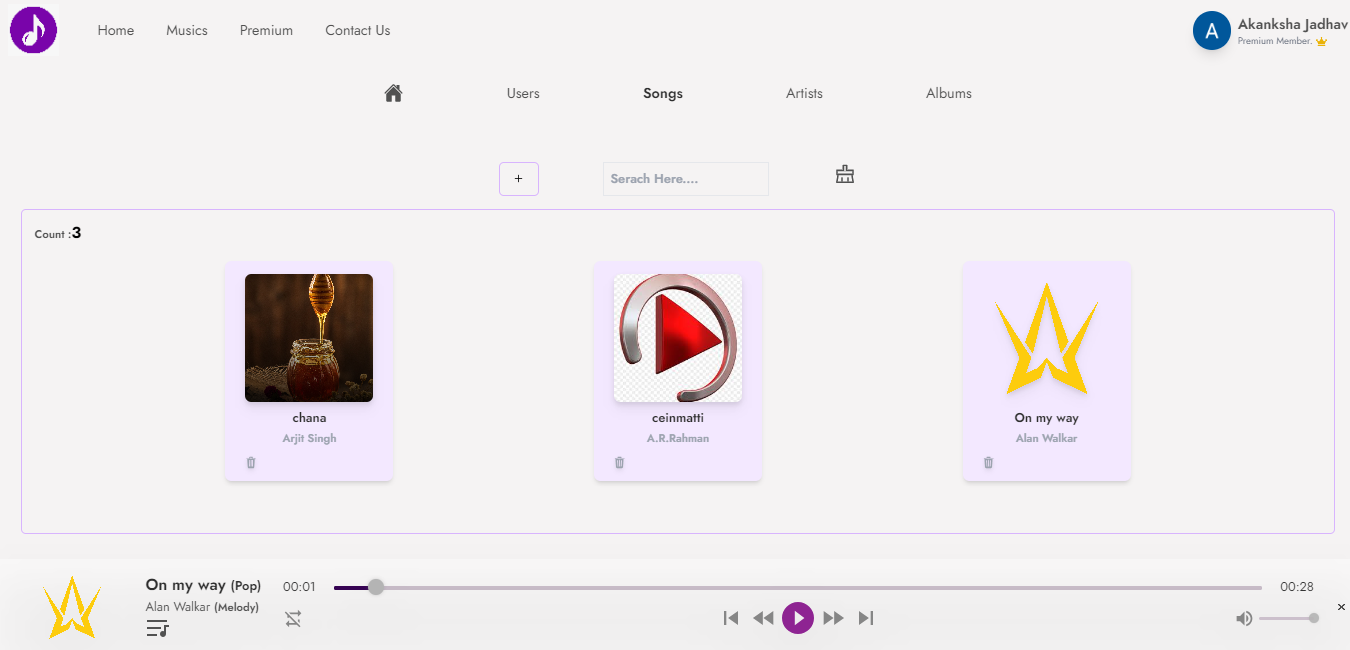 Home Musics Premium Contact Us
A Akanksha Jadhav
Premium Member.
Users Songs Artists Albums
+ Serach Here....
Count :3
chana ceinmatti On my way
Arjit Singh A.R.Rahman Alan Walkar
On my way (Pop) 00:01 00:28
Alan Walkar (Melody)